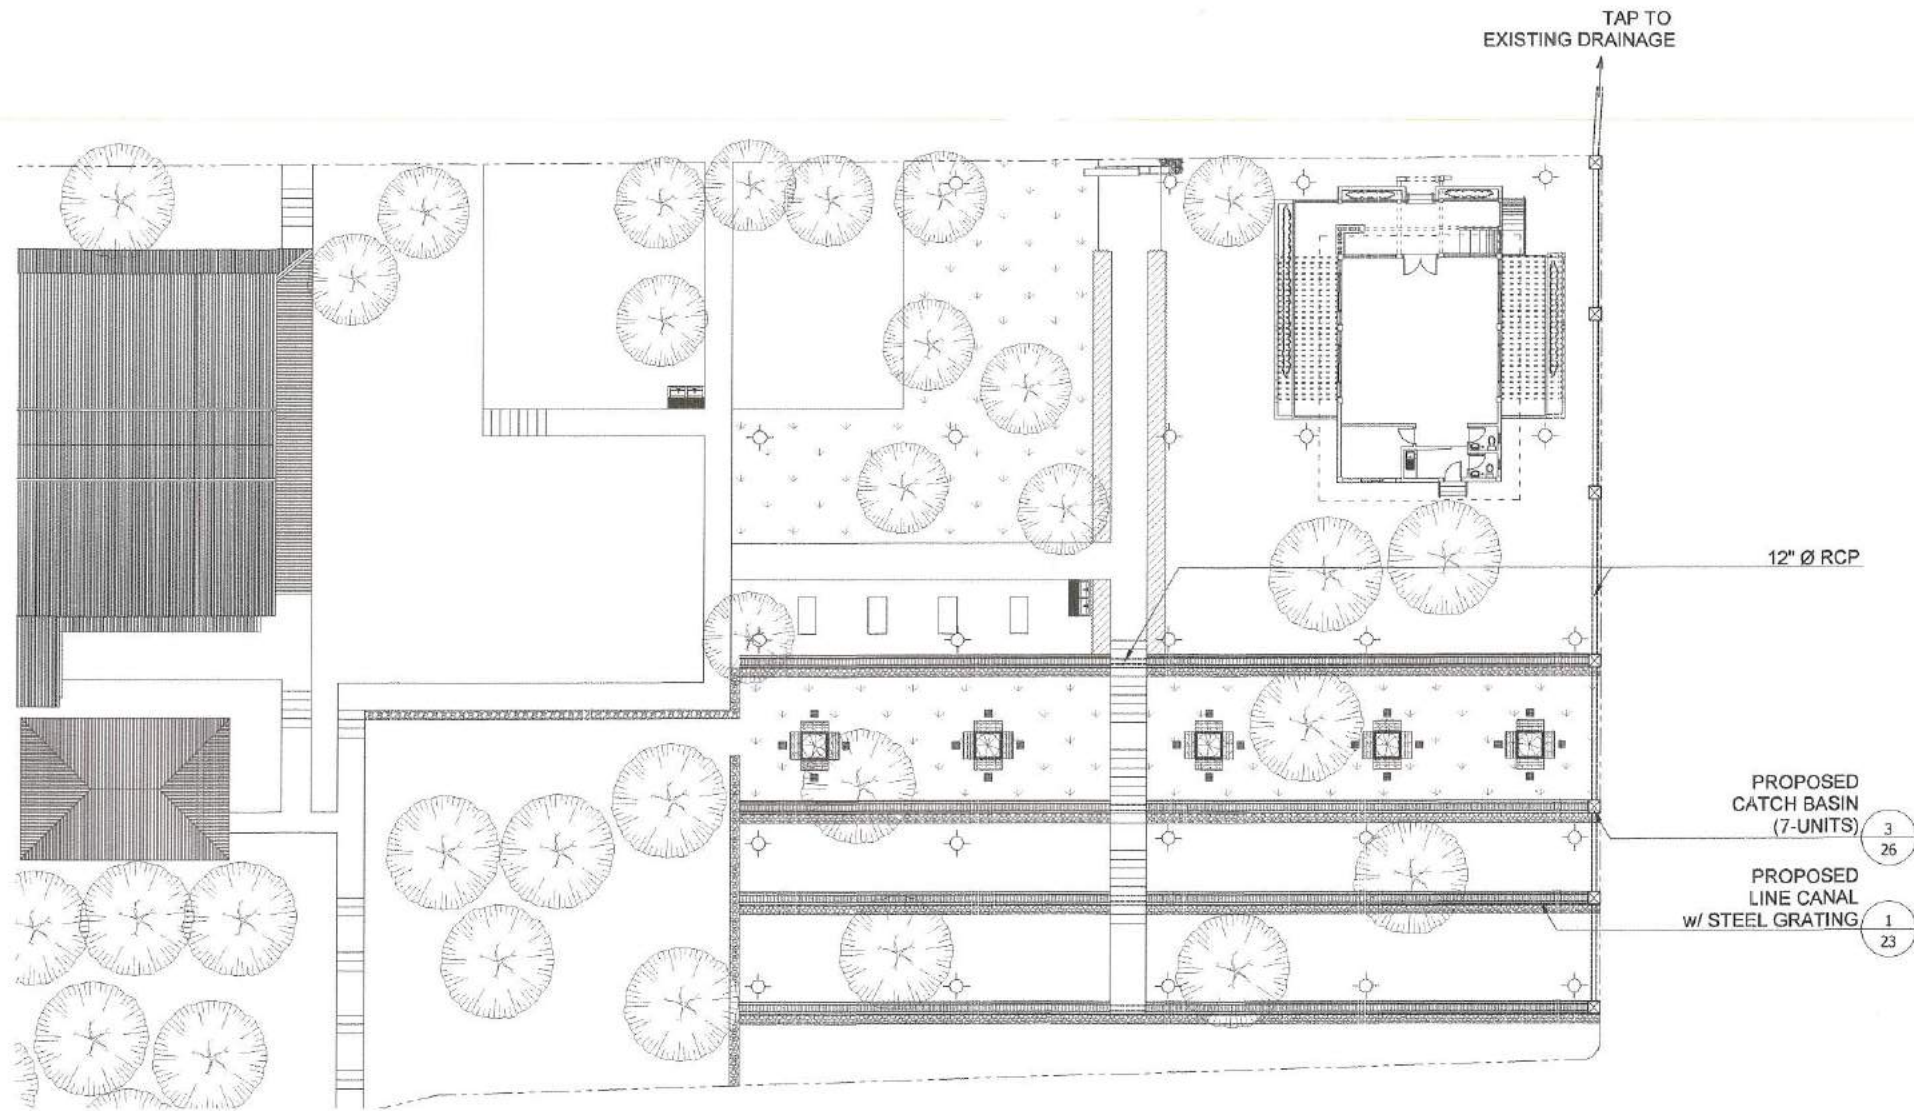 TAP TO
EXISTING DRAINAGE
12" Ø RCP
PROPOSED
CATCH BASIN
(7-UNITS)
3
26
PROPOSED
LINE CANAL
w/ STEEL GRATING
1
23